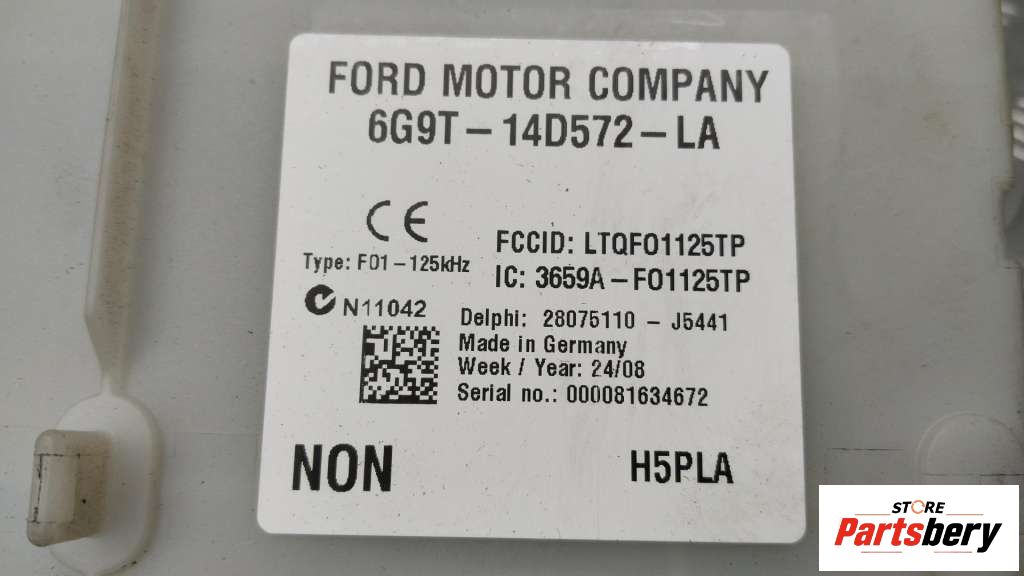 FORD MOTOR COMPANY
6G9T-14D572-LA
CE
FCCID: LTQFO1125TP
Type: F01-125kHz
IC: 3659A-FO1125TP
N11042
Delphi: 28075110 - J5441
Made in Germany
Week / Year: 24/08
Serial no.: 000081634672
NON
H5PLA
STORE
Partsbery